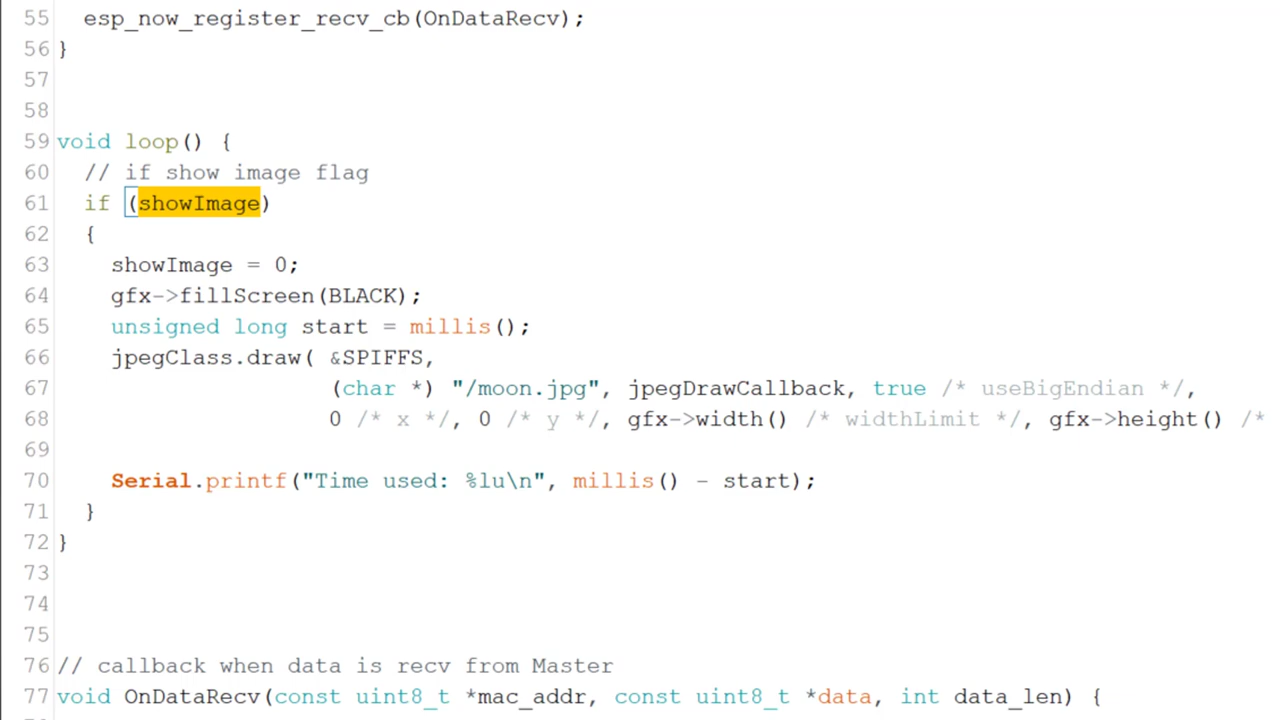 55 esp_now_register_recv_cb(OnDataRecv);
56 }
57
58
59 void loop() {
60 // if show image flag
61 if (showImage)
62 {
63 showImage = 0;
64 gfx->fillScreen(BLACK);
65 unsigned long start = millis();
66 jpegClass.draw( &SPIFFS,
67 (char *) "/moon.jpg", jpegDrawCallback, true /* useBigEndian */,
68 0 /* x */, 0 /* y */, gfx->width() /* widthLimit */, gfx->height() /*
69
70 Serial.printf("Time used: %lu\n", millis() - start);
71 }
72 }
73
74
75
76 // callback when data is recv from Master
77 void OnDataRecv(const uint8_t *mac_addr, const uint8_t *data, int data_len) {